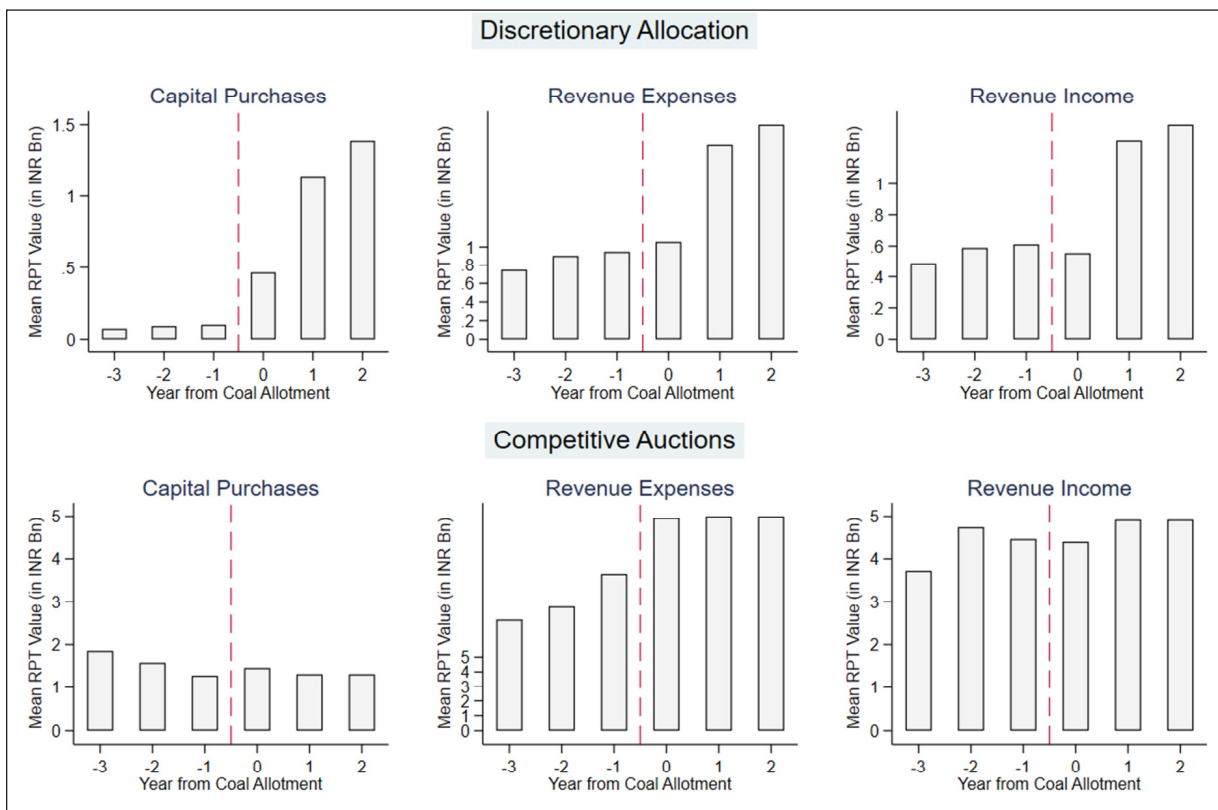 Discretionary Allocation
Capital Purchases
Mean RPT Value (in INR Bn)
1.5
1
.5
0
-3 -2 -1 0 1 2
Year from Coal Allotment
Revenue Expenses
Mean RPT Value (in INR Bn)
1
.8
.6
.4
.2
0
-3 -2 -1 0 1 2
Year from Coal Allotment
Revenue Income
Mean RPT Value (in INR Bn)
1
.8
.6
.4
.2
0
-3 -2 -1 0 1 2
Year from Coal Allotment
Competitive Auctions
Capital Purchases
Mean RPT Value (in INR Bn)
5
4
3
2
1
0
-3 -2 -1 0 1 2
Year from Coal Allotment
Revenue Expenses
Mean RPT Value (in INR Bn)
5
4
3
2
1
0
-3 -2 -1 0 1 2
Year from Coal Allotment
Revenue Income
Mean RPT Value (in INR Bn)
5
4
3
2
1
0
-3 -2 -1 0 1 2
Year from Coal Allotment